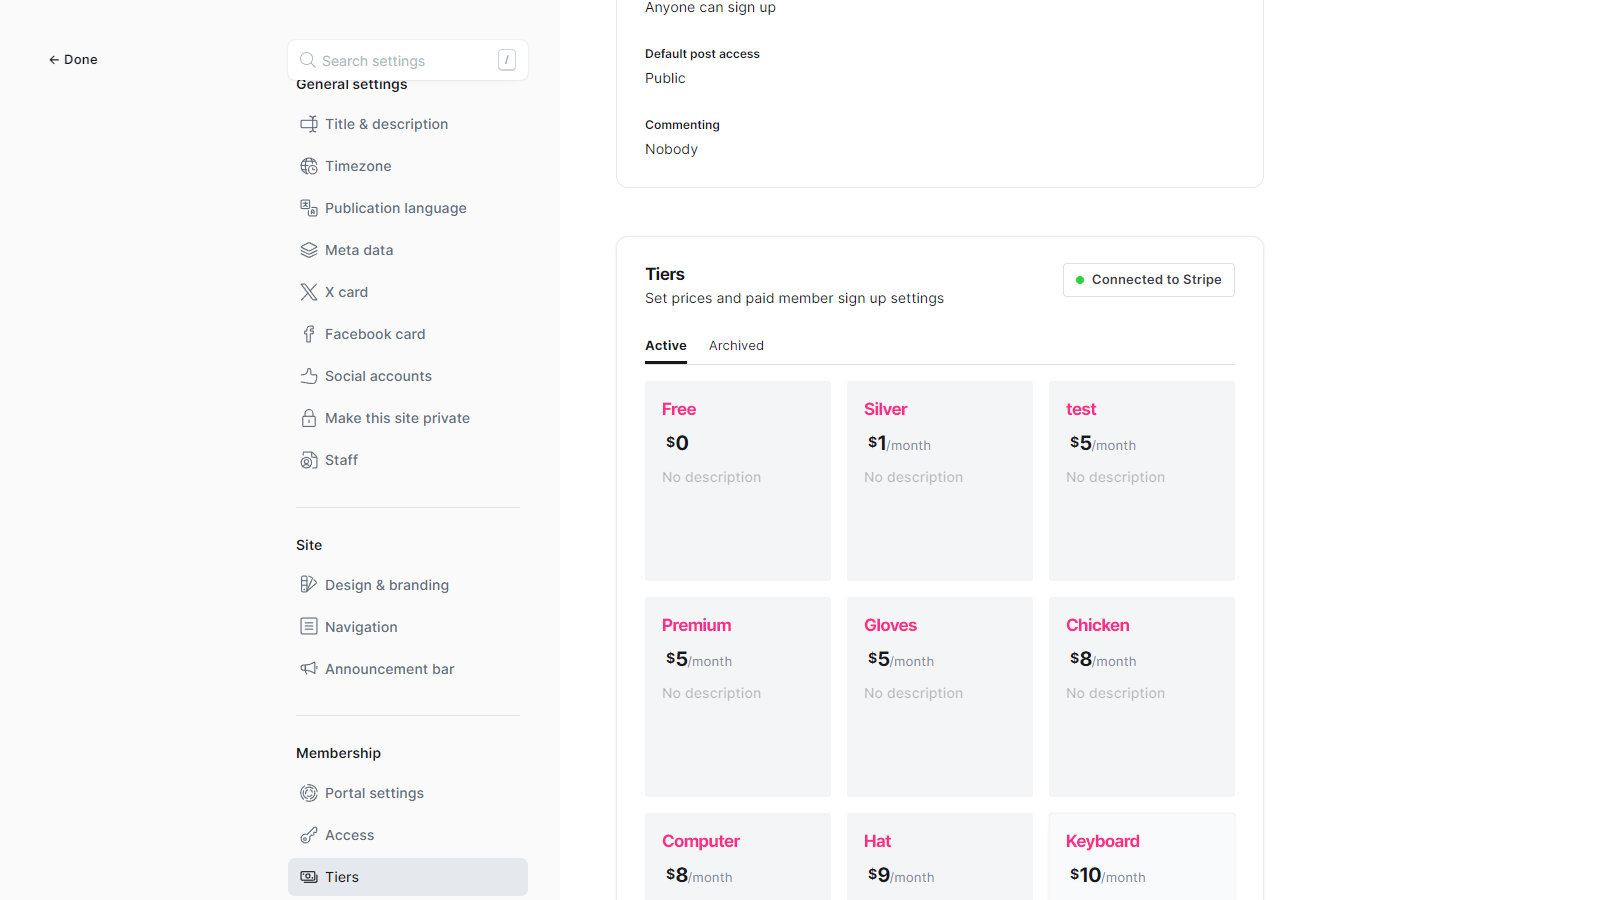 ← Done
Search settings /
General settings
Title & description
Timezone
Publication language
Meta data
X card
Facebook card
Social accounts
Make this site private
Staff
Site
Design & branding
Navigation
Announcement bar
Membership
Portal settings
Access
Tiers
Anyone can sign up
Default post access
Public
Commenting
Nobody
Tiers
Set prices and paid member sign up settings
Connected to Stripe
Active Archived
Free
$0
No description
Silver
$1/month
No description
test
$5/month
No description
Premium
$5/month
No description
Gloves
$5/month
No description
Chicken
$8/month
No description
Computer
$8/month
Hat
$9/month
Keyboard
$10/month